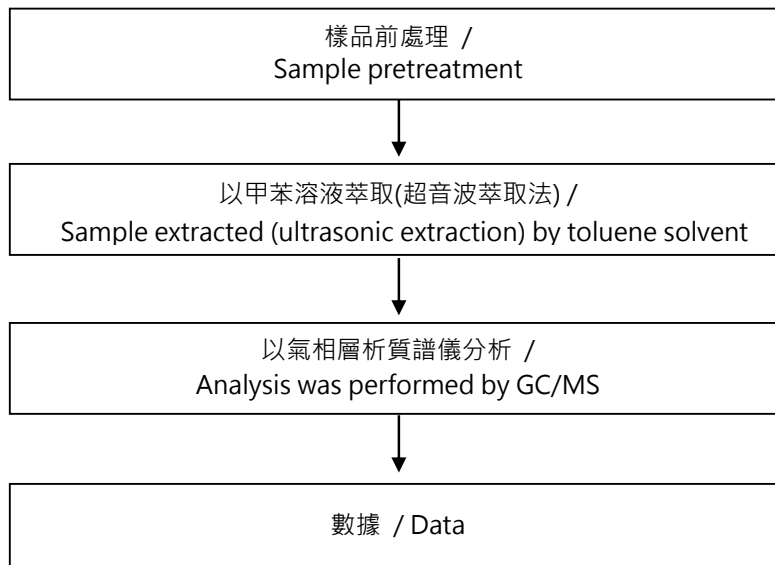 樣品前處理 /
Sample pretreatment
以甲苯溶液萃取(超音波萃取法) /
Sample extracted (ultrasonic extraction) by toluene solvent
以氣相層析質譜儀分析 /
Analysis was performed by GC/MS
數據 / Data